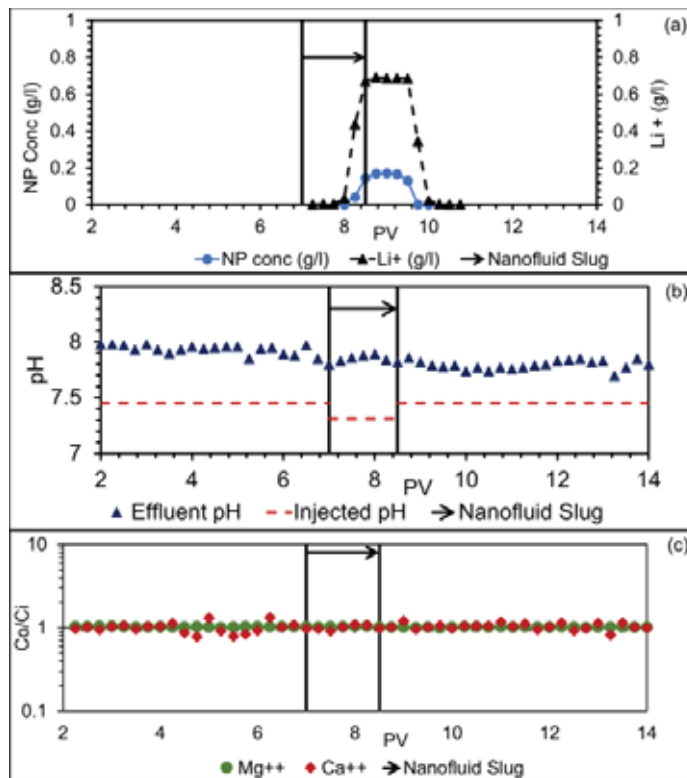 (a)
1 1
0.8 0.8
0.6 0.6
0.4 0.4
0.2 0.2
0 0
NP Conc (g/l)
Li + (g/l)
2 4 6 8 10 12 14
PV
NP conc (g/l) Li+ (g/l) Nanofluid Slug
(b)
8.5
8
7.5
7
pH
2 4 6 8 10 12 14
PV
Effluent pH Injected pH Nanofluid Slug
(c)
10
1
0.1
Co/Ci
2 4 6 8 10 12 14
PV
Mg++ Ca++ Nanofluid Slug